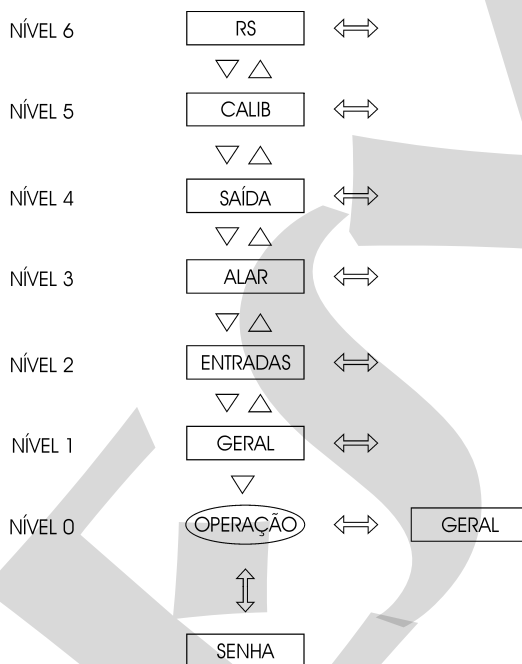 NÍVEL 6 RS
NÍVEL 5 CALIB
NÍVEL 4 SAÍDA
NÍVEL 3 ALAR
NÍVEL 2 ENTRADAS
NÍVEL 1 GERAL
NÍVEL 0 OPERAÇÃO GERAL
SENHA